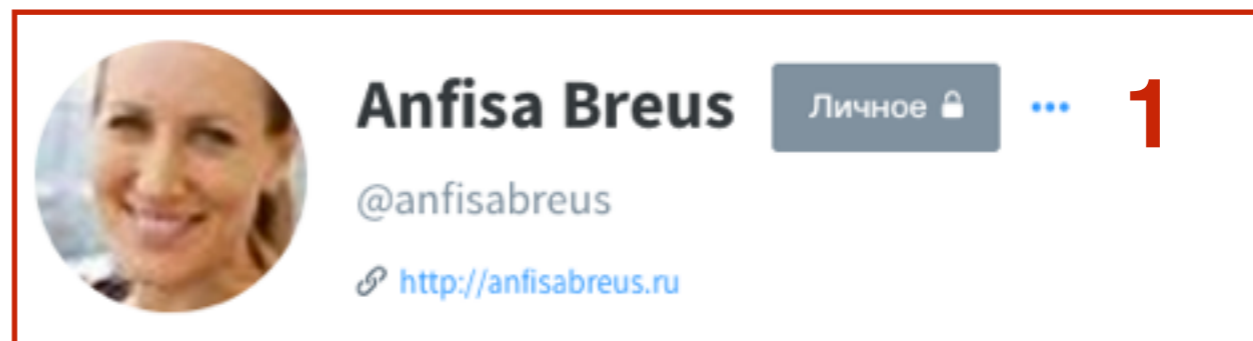 Anfisa Breus Личное ••• 1
@anfisabreus
http://anfisabreus.ru